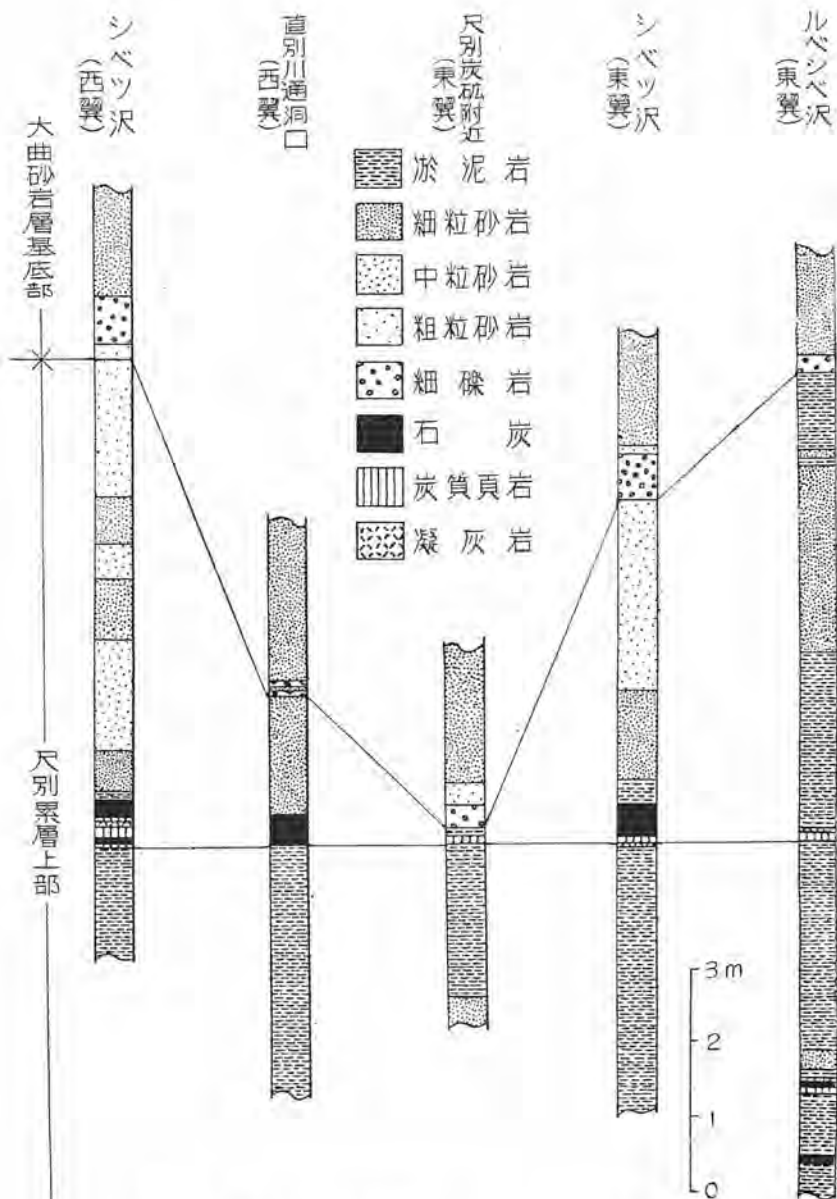 シベツ沢
(西翼)
直別川通洞口
(西翼)
尺別炭砿附近
(東翼)
シベツ沢
(東翼)
ルベシベ沢
(東翼)
大曲砂岩層基底部
尺別累層上部
淤泥岩
細粒砂岩
中粒砂岩
粗粒砂岩
細礫岩
石炭
炭質頁岩
凝灰岩
3m
2
1
0